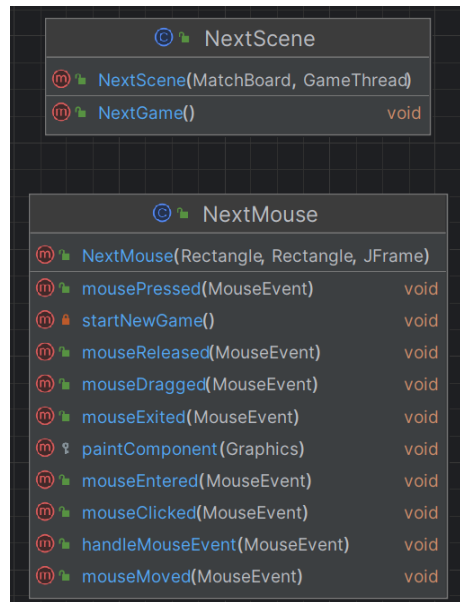 NextScene
NextScene(MatchBoard, GameThread)
NextGame() void
NextMouse
NextMouse(Rectangle, Rectangle, JFrame)
mousePressed(MouseEvent) void
startNewGame() void
mouseReleased(MouseEvent) void
mouseDragged(MouseEvent) void
mouseExited(MouseEvent) void
paintComponent(Graphics) void
mouseEntered(MouseEvent) void
mouseClicked(MouseEvent) void
handleMouseEvent(MouseEvent) void
mouseMoved(MouseEvent) void